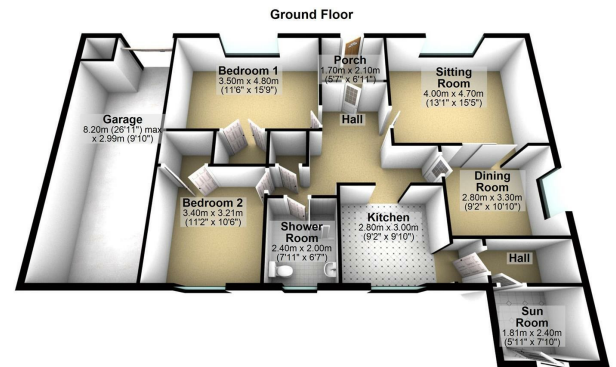 Ground Floor
Bedroom 1
3.50m x 4.80m
(11'6" x 15'9")
Porch
1.70m x 2.10m
(5'7" x 6'11")
Sitting
Room
4.00m x 4.70m
(13'1" x 15'5")
Garage
8.20m (26'11") max
x 2.99m (9'10")
Hall
Bedroom 2
3.40m x 3.21m
(11'2" x 10'6")
Shower
Room
2.40m x 2.00m
(7'11" x 6'7")
Kitchen
2.80m x 3.00m
(9'2" x 9'10")
Dining
Room
2.80m x 3.30m
(9'2" x 10'10")
Hall
Sun
Room
1.81m x 2.40m
(5'11" x 7'10")